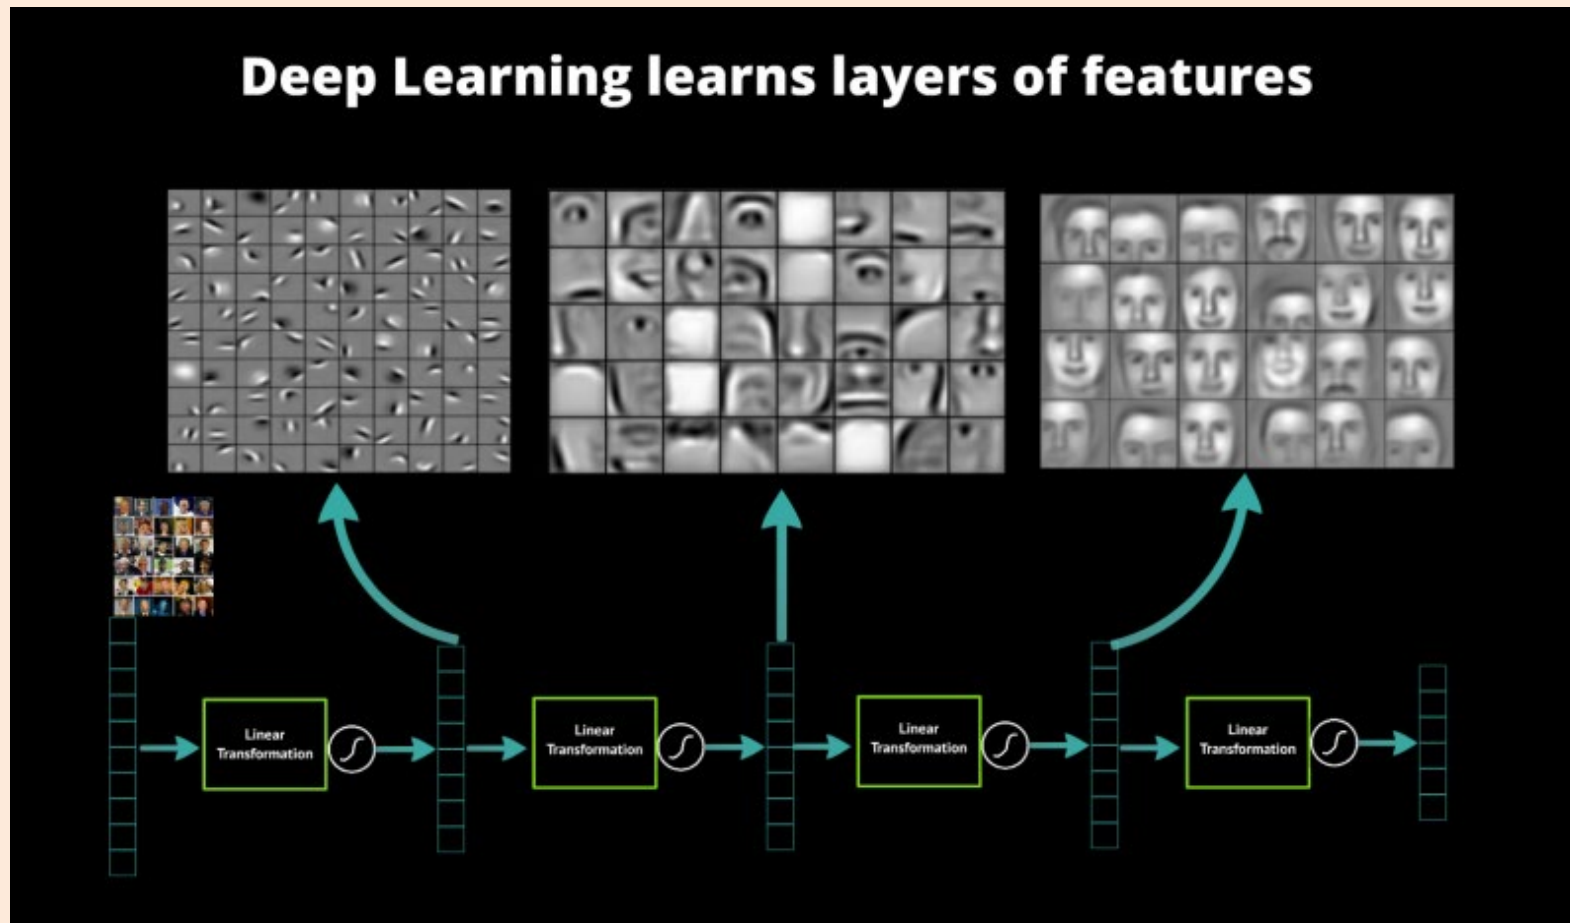 Deep Learning learns layers of features
Linear
Transformation
Linear
Transformation
Linear
Transformation
Linear
Transformation